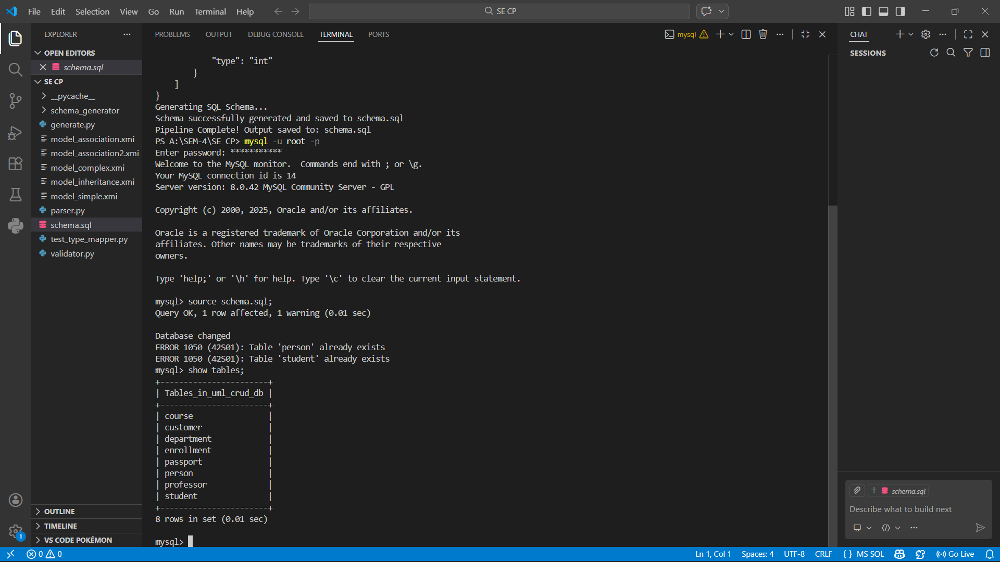 File Edit Selection View Go Run Terminal Help
SE CP
EXPLORER
OPEN EDITORS
schema.sql
SE CP
__pycache__
schema_generator
generate.py
model_association.xmi
model_association2.xmi
model_complex.xmi
model_inheritance.xmi
model_simple.xmi
parser.py
schema.sql
test_type_mapper.py
validator.py
OUTLINE
TIMELINE
VS CODE POKÉMON
1
PROBLEMS OUTPUT DEBUG CONSOLE TERMINAL PORTS
mysql
"type": "int"
}
]
}
Generating SQL Schema...
Schema successfully generated and saved to schema.sql
Pipeline Complete! Output saved to: schema.sql
PS A:\SEM-4\SE CP> mysql -u root -p
Enter password: ***********
Welcome to the MySQL monitor.  Commands end with ; or \g.
Your MySQL connection id is 14
Server version: 8.0.42 MySQL Community Server - GPL
Copyright (c) 2000, 2025, Oracle and/or its affiliates.
Oracle is a registered trademark of Oracle Corporation and/or its
affiliates. Other names may be trademarks of their respective
owners.
Type 'help;' or '\h' for help. Type '\c' to clear the current input statement.
mysql> source schema.sql;
Query OK, 1 row affected, 1 warning (0.01 sec)
Database changed
ERROR 1050 (42S01): Table 'person' already exists
ERROR 1050 (42S01): Table 'student' already exists
mysql> show tables;
+-----------------------+
| Tables_in_uml_crud_db |
+-----------------------+
| course                |
| customer              |
| department            |
| enrollment            |
| passport              |
| person                |
| professor             |
| student               |
+-----------------------+
8 rows in set (0.01 sec)
mysql>
CHAT
SESSIONS
schema.sql
Describe what to build next
0 0
Ln 1, Col 1 Spaces: 4 UTF-8 CRLF { } MS SQL Go Live